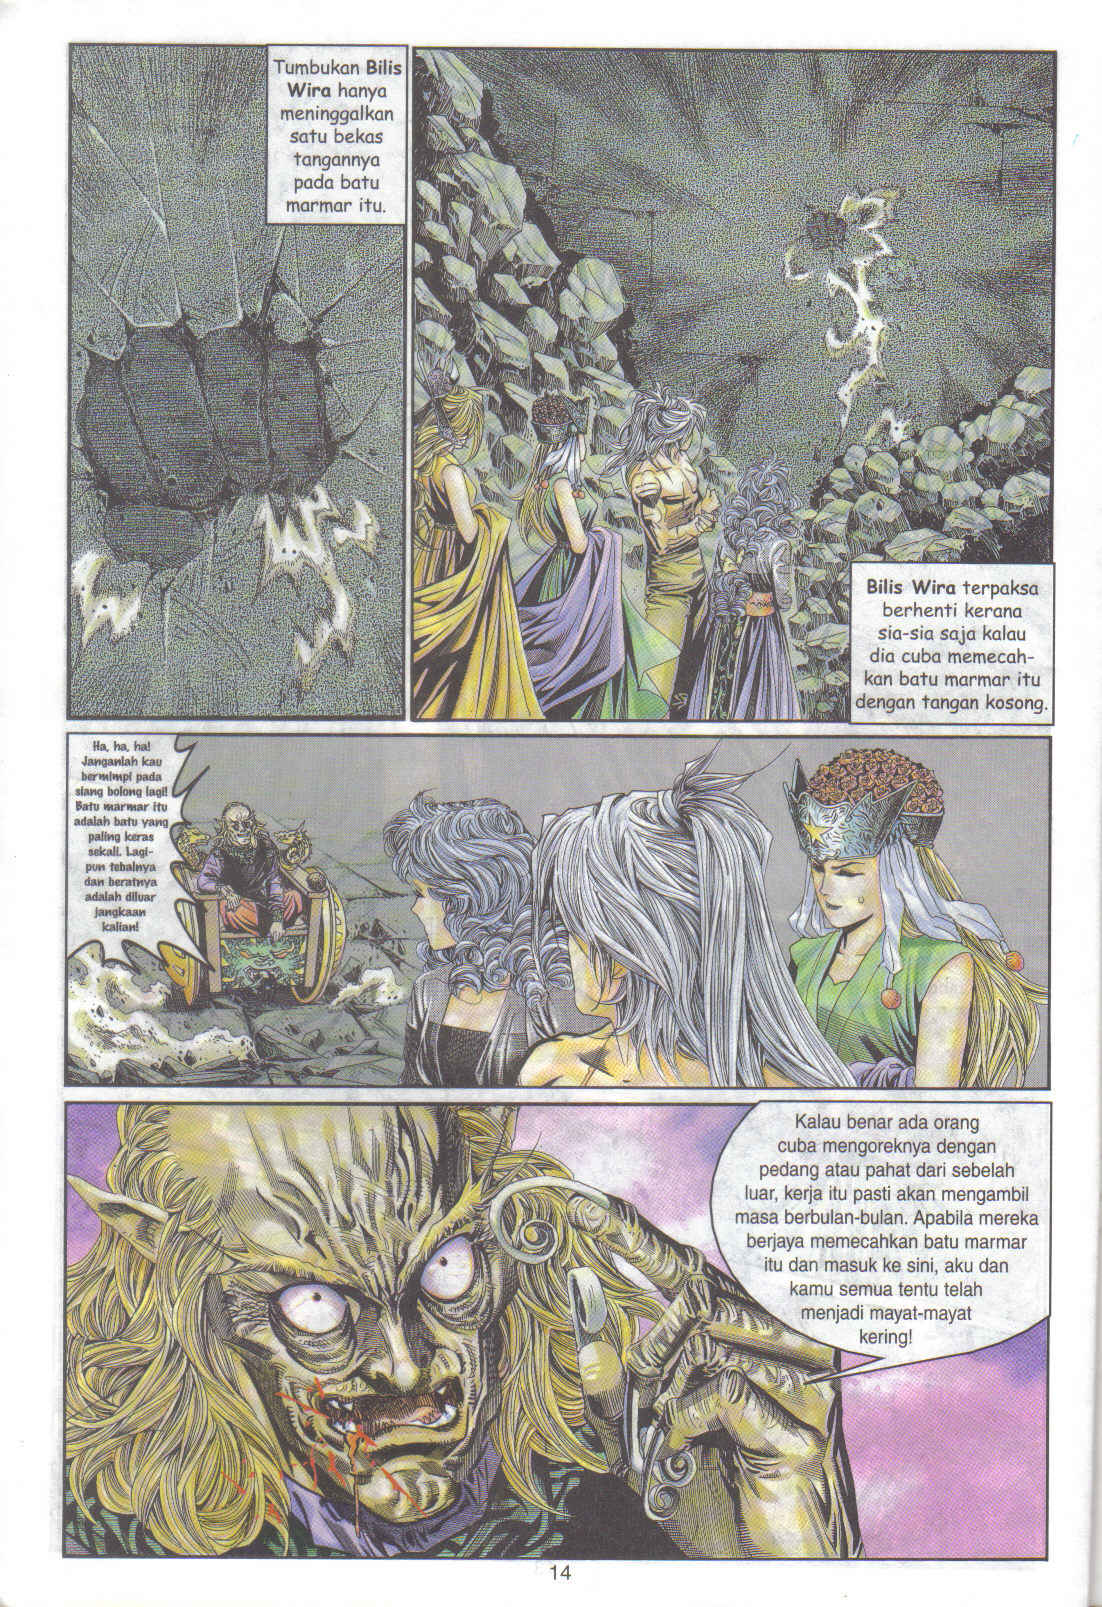 Tumbukan Bilis
Wira hanya
meninggalkan
satu bekas
tangannya
pada batu
marmar itu.
Bilis Wira terpaksa
berhenti kerana
sia-sia saja kalau
dia cuba memecah-
kan batu marmar itu
dengan tangan kosong.
Ha, ha, ha!
Janganlah kau
bermimpi pada
siang bolong lagi!
Batu marmar itu
adalah batu yang
paling keras
sekali. Lagi-
pun tebalnya
dan beratnya
adalah diluar
jangkaan
kalian!
Kalau benar ada orang
cuba mengoreknya dengan
pedang atau pahat dari sebelah
luar, kerja itu pasti akan mengambil
masa berbulan-bulan. Apabila mereka
berjaya memecahkan batu marmar
itu dan masuk ke sini, aku dan
kamu semua tentu telah
menjadi mayat-mayat
kering!
14